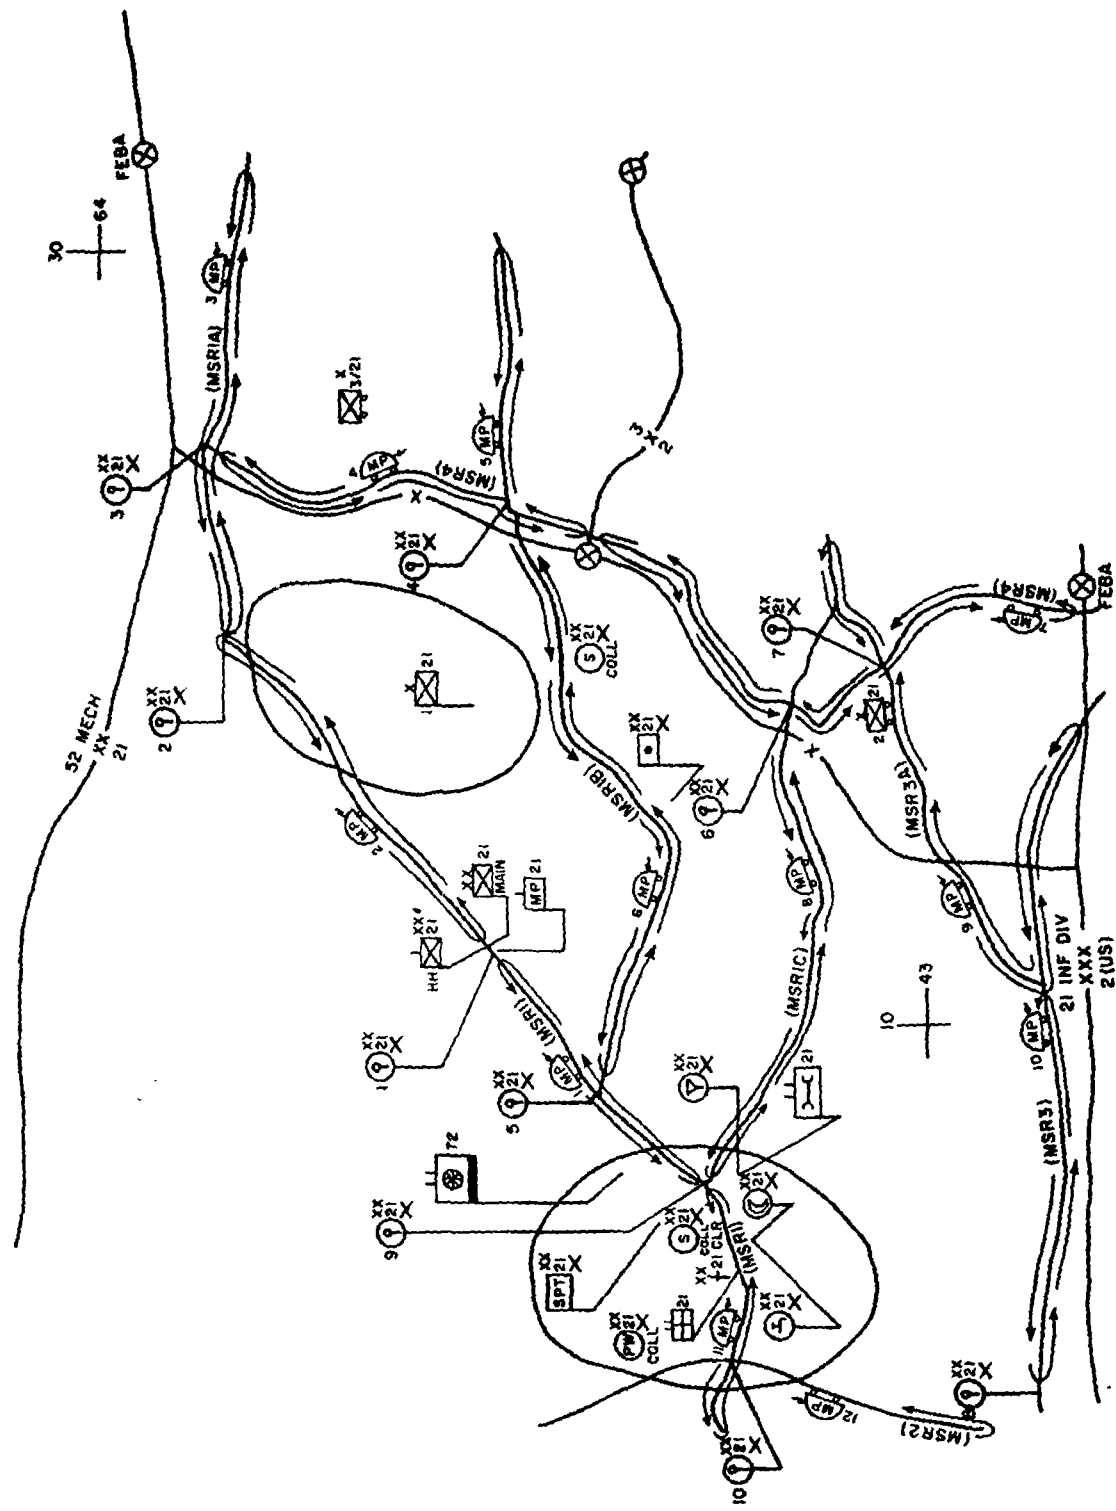 FEBA
30
64
MP
3
(MSR1A)
XX
21
3
X
3/21
52 MECH
XX
21
XX
21
2
MP
4
MP
5
(MSR4)
X
XX
21
4
2 X 3
X
21
1
XX
21
S
COLL
XX
21
7
MP
7
(MSR4)
FEBA
XX
21
6
X
21
2
X
MP
2
(MSR1B)
(MSR3A)
XX
21
MAIN
MP 21
HH
21
MP
6
MP
8
MP
9
XX
21
1
(MSR1)
(MSR1C)
10
43
21 INF DIV
XXX
2 (US)
MP
10
MP
1
XX
21
5
XX
21
21
(MSR3)
72
XX
21
9
XX
21
S
COLL
XX
21
CLR
XX
21
(MSR1)
XX
21
SPT
XX
21
PW
COLL
21
MP
11
XX
21
MP
12
(MSR2)
XX
21
8
XX
21
10